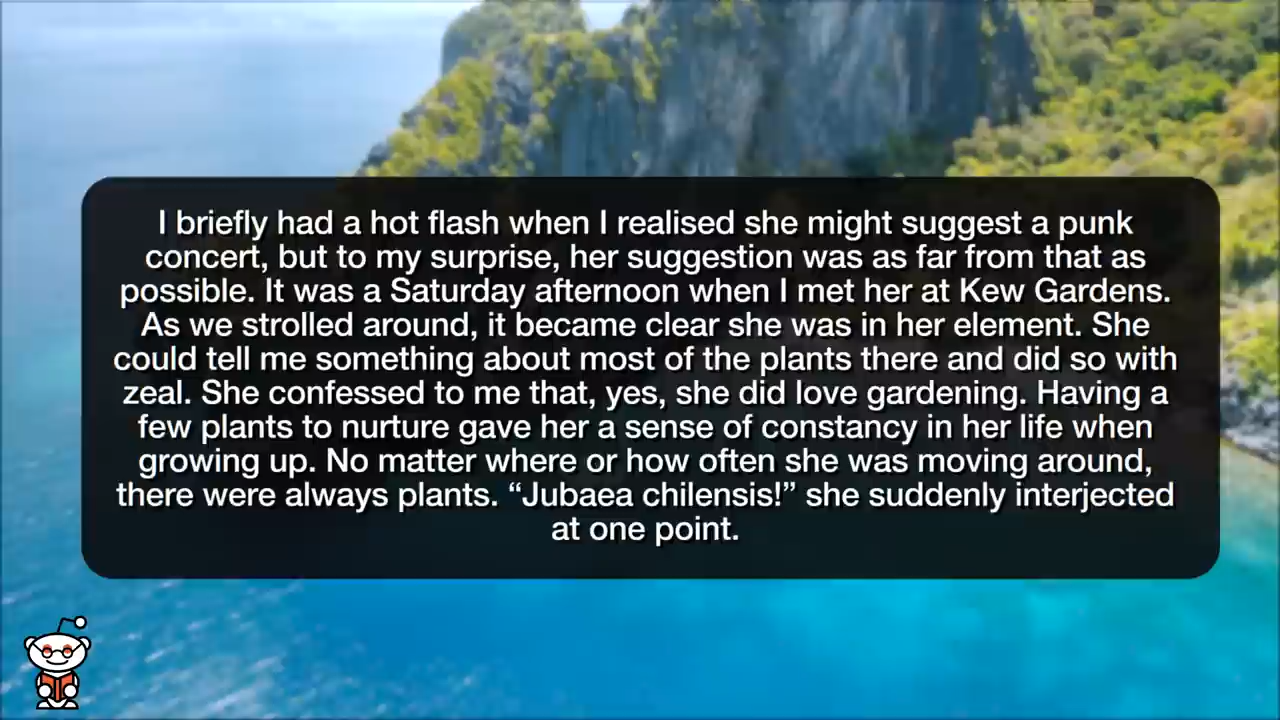 I briefly had a hot flash when I realised she might suggest a punk
concert, but to my surprise, her suggestion was as far from that as
possible. It was a Saturday afternoon when I met her at Kew Gardens.
As we strolled around, it became clear she was in her element. She
could tell me something about most of the plants there and did so with
zeal. She confessed to me that, yes, she did love gardening. Having a
few plants to nurture gave her a sense of constancy in her life when
growing up. No matter where or how often she was moving around,
there were always plants. “Jubaea chilensis!” she suddenly interjected
at one point.